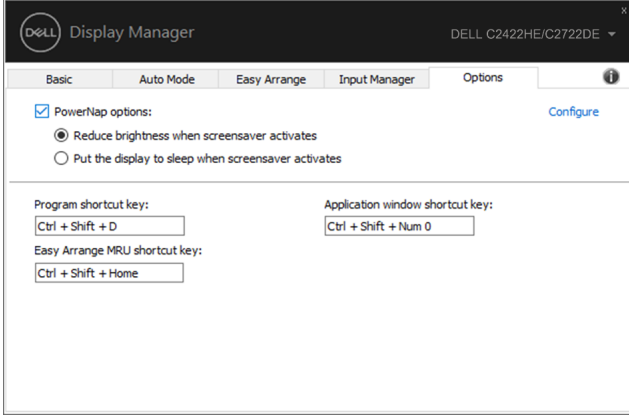 x
DELL Display Manager
DELL C2422HE/C2722DE
Basic Auto Mode Easy Arrange Input Manager Options i
PowerNap options: Configure
Reduce brightness when screensaver activates
Put the display to sleep when screensaver activates
Program shortcut key: Application window shortcut key:
Ctrl + Shift + D Ctrl + Shift + Num 0
Easy Arrange MRU shortcut key:
Ctrl + Shift + Home